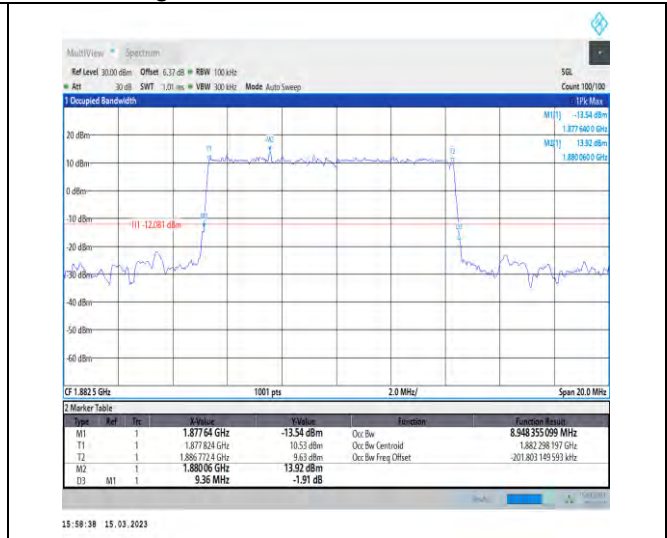 MultiView Spectrum
Ref Level 30.00 dBm Offset 6.37 dB RBW 100 kHz SGL
Att 30 dB SWT 1.01 ms VBW 300 kHz Mode Auto Sweep Count 100/100
1 Occupied Bandwidth 1Pk Max
M1[1] -13.54 dBm
1.877 640 0 GHz
M2[1] 13.92 dBm
1.880 060 0 GHz
20 dBm
T1 M2 T2
10 dBm
0 dBm
-10 dBm
M1
H1 -12.081 dBm
-20 dBm
-30 dBm
-40 dBm
-50 dBm
-60 dBm
CF 1.882 5 GHz 1001 pts 2.0 MHz/ Span 20.0 MHz
2 Marker Table
Type Ref Trc X-Value Y-Value Function Function Result
M1 1 1.877 64 GHz -13.54 dBm Occ Bw 8.948 355 099 MHz
T1 1 1.877 824 GHz 10.53 dBm Occ Bw Centroid 1.882 298 197 GHz
T2 1 1.886 772 4 GHz 9.63 dBm Occ Bw Freq Offset -201.803 149 593 kHz
M2 1 1.880 06 GHz 13.92 dBm
D3 M1 1 9.36 MHz -1.91 dB
15:58:38 15.03.2023